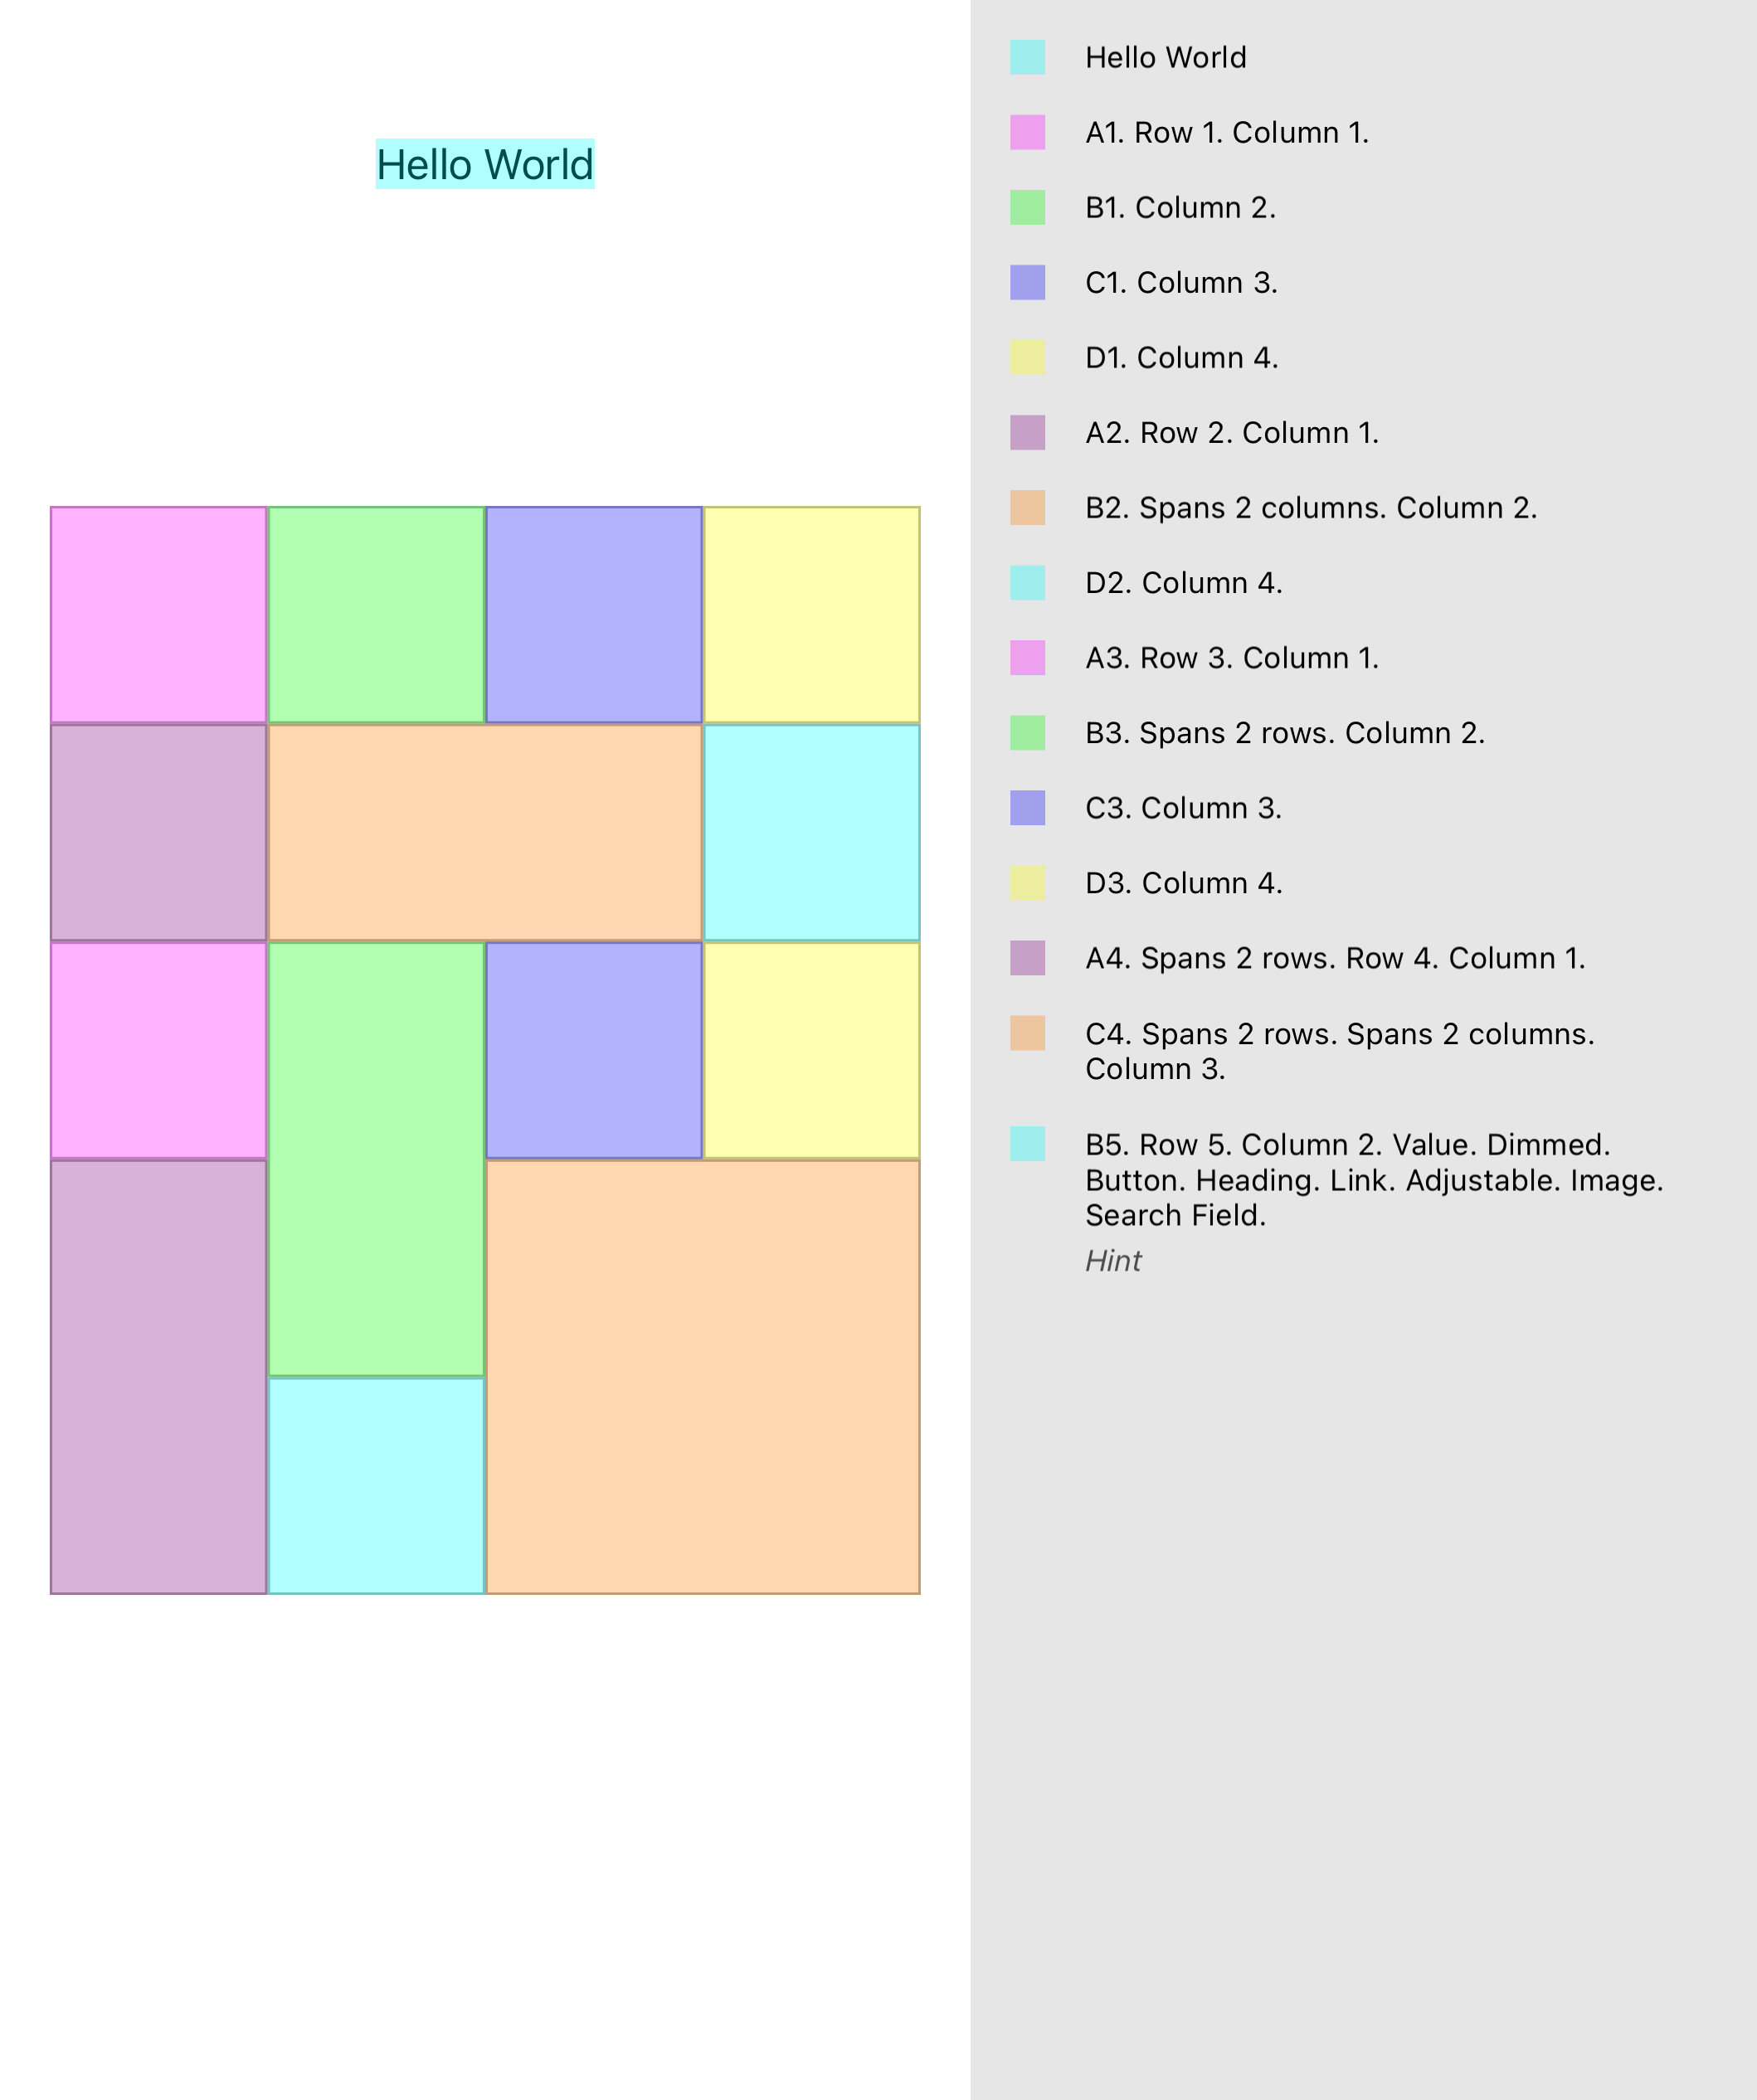 Hello World
Hello World
A1. Row 1. Column 1.
B1. Column 2.
C1. Column 3.
D1. Column 4.
A2. Row 2. Column 1.
B2. Spans 2 columns. Column 2.
D2. Column 4.
A3. Row 3. Column 1.
B3. Spans 2 rows. Column 2.
C3. Column 3.
D3. Column 4.
A4. Spans 2 rows. Row 4. Column 1.
C4. Spans 2 rows. Spans 2 columns.
Column 3.
B5. Row 5. Column 2. Value. Dimmed.
Button. Heading. Link. Adjustable. Image.
Search Field.
Hint